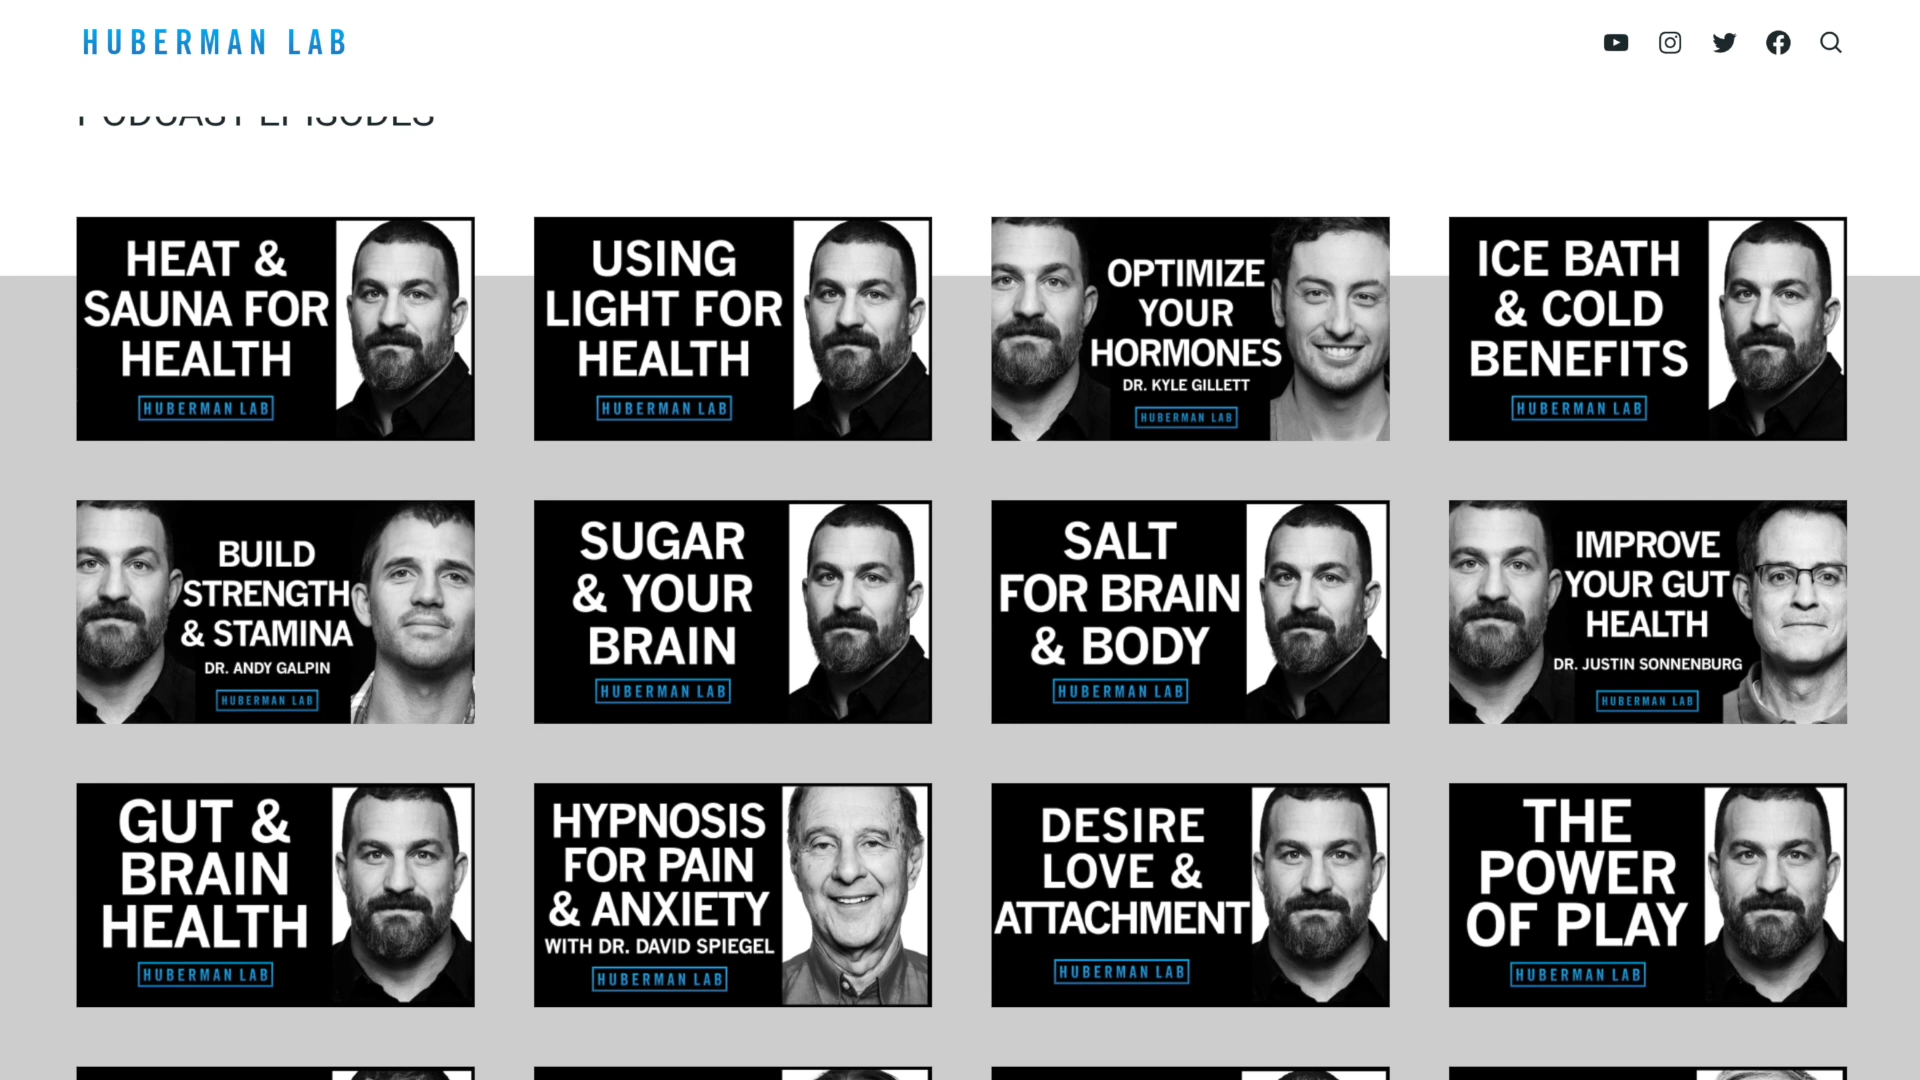 HUBERMAN LAB
PODCAST EPISODES
HEAT &
SAUNA FOR
HEALTH
HUBERMAN LAB
USING
LIGHT FOR
HEALTH
HUBERMAN LAB
OPTIMIZE
YOUR
HORMONES
DR. KYLE GILLETT
HUBERMAN LAB
ICE BATH
& COLD
BENEFITS
HUBERMAN LAB
BUILD
STRENGTH
& STAMINA
DR. ANDY GALPIN
HUBERMAN LAB
SUGAR
& YOUR
BRAIN
HUBERMAN LAB
SALT
FOR BRAIN
& BODY
HUBERMAN LAB
IMPROVE
YOUR GUT
HEALTH
DR. JUSTIN SONNENBURG
HUBERMAN LAB
GUT &
BRAIN
HEALTH
HUBERMAN LAB
HYPNOSIS
FOR PAIN
& ANXIETY
WITH DR. DAVID SPIEGEL
HUBERMAN LAB
DESIRE
LOVE &
ATTACHMENT
HUBERMAN LAB
THE
POWER
OF PLAY
HUBERMAN LAB